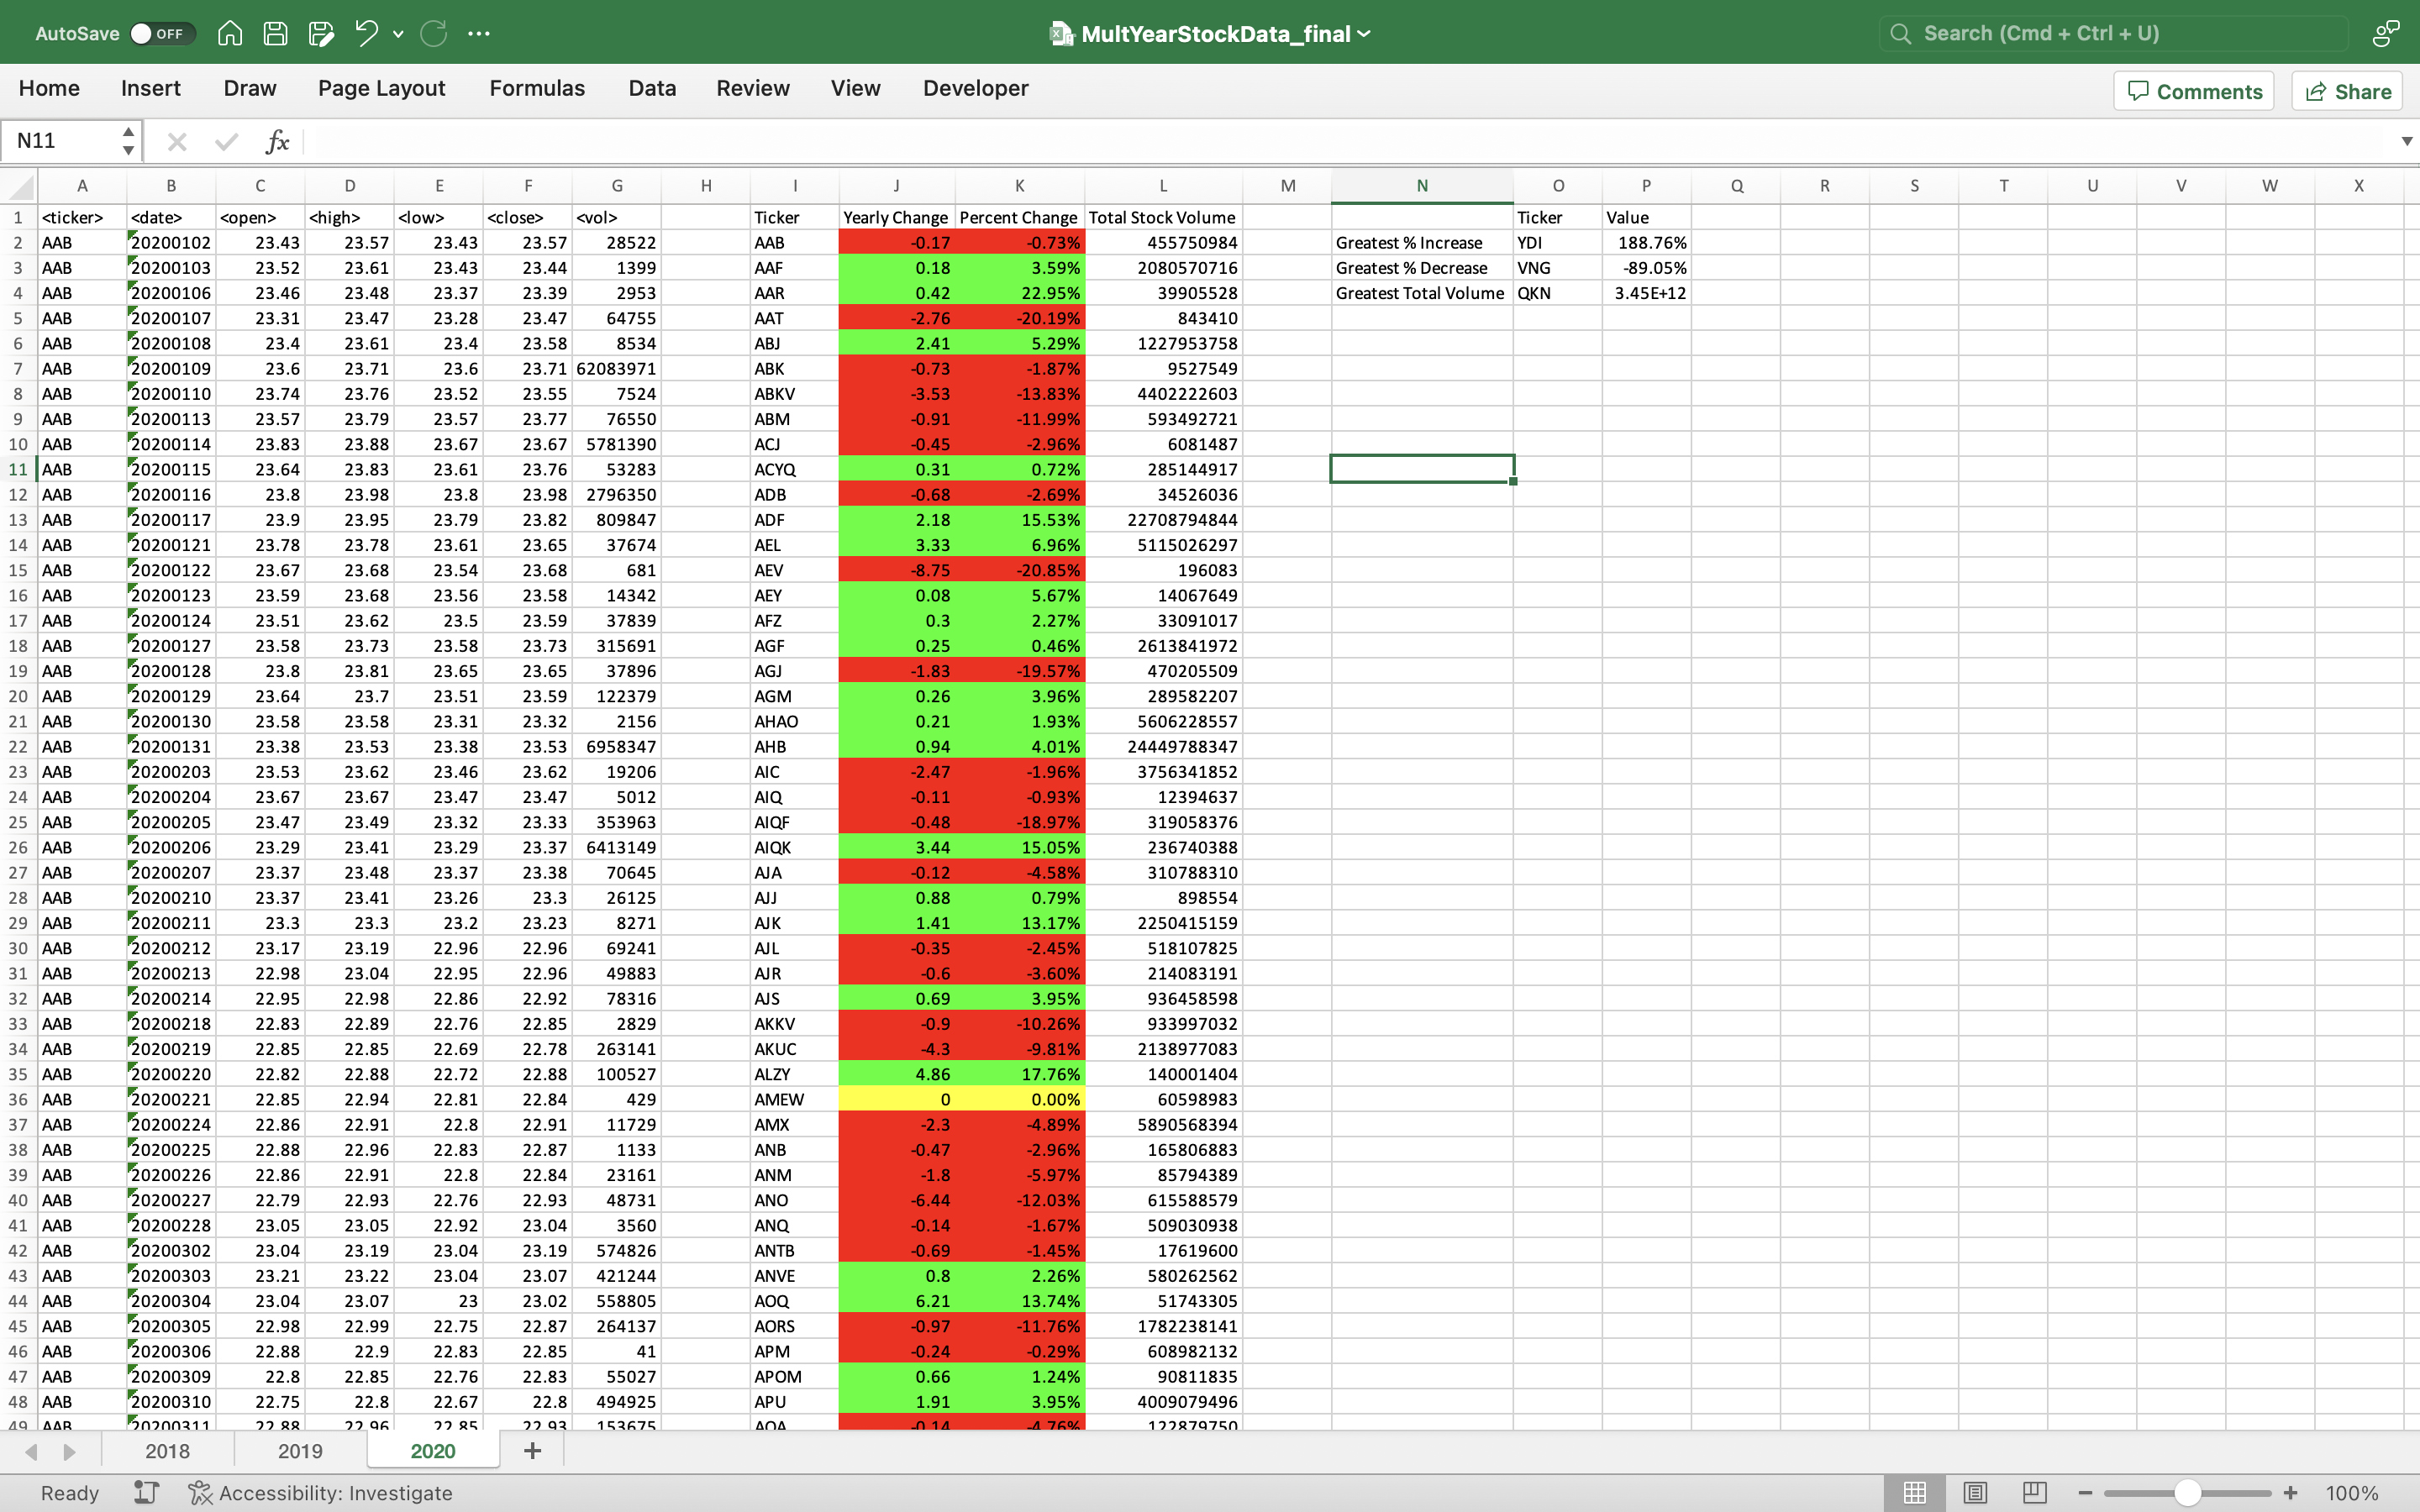 AutoSave OFF MultYearStockData_final Search (Cmd + Ctrl + U)
Home Insert Draw Page Layout Formulas Data Review View Developer Comments Share
N11 fx
A B C D E F G H I J K L M N O P Q R S T U V W X
1 <ticker> <date> <open> <high> <low> <close> <vol> Ticker Yearly Change Percent Change Total Stock Volume Ticker Value
2 AAB 20200102 23.43 23.57 23.43 23.57 28522 AAB -0.17 -0.73% 455750984 Greatest % Increase YDI 188.76%
3 AAB 20200103 23.52 23.61 23.43 23.44 1399 AAF 0.18 3.59% 2080570716 Greatest % Decrease VNG -89.05%
4 AAB 20200106 23.46 23.48 23.37 23.39 2953 AAR 0.42 22.95% 39905528 Greatest Total Volume QKN 3.45E+12
5 AAB 20200107 23.31 23.47 23.28 23.47 64755 AAT -2.76 -20.19% 843410
6 AAB 20200108 23.4 23.61 23.4 23.58 8534 ABJ 2.41 5.29% 1227953758
7 AAB 20200109 23.6 23.71 23.6 23.71 62083971 ABK -0.73 -1.87% 9527549
8 AAB 20200110 23.74 23.76 23.52 23.55 7524 ABKV -3.53 -13.83% 4402222603
9 AAB 20200113 23.57 23.79 23.57 23.77 76550 ABM -0.91 -11.99% 593492721
10 AAB 20200114 23.83 23.88 23.67 23.67 5781390 ACJ -0.45 -2.96% 6081487
11 AAB 20200115 23.64 23.83 23.61 23.76 53283 ACYQ 0.31 0.72% 285144917
12 AAB 20200116 23.8 23.98 23.8 23.98 2796350 ADB -0.68 -2.69% 34526036
13 AAB 20200117 23.9 23.95 23.79 23.82 809847 ADF 2.18 15.53% 22708794844
14 AAB 20200121 23.78 23.78 23.61 23.65 37674 AEL 3.33 6.96% 5115026297
15 AAB 20200122 23.67 23.68 23.54 23.68 681 AEV -8.75 -20.85% 196083
16 AAB 20200123 23.59 23.68 23.56 23.58 14342 AEY 0.08 5.67% 14067649
17 AAB 20200124 23.51 23.62 23.5 23.59 37839 AFZ 0.3 2.27% 33091017
18 AAB 20200127 23.58 23.73 23.58 23.73 315691 AGF 0.25 0.46% 2613841972
19 AAB 20200128 23.8 23.81 23.65 23.65 37896 AGJ -1.83 -19.57% 470205509
20 AAB 20200129 23.64 23.7 23.51 23.59 122379 AGM 0.26 3.96% 289582207
21 AAB 20200130 23.58 23.58 23.31 23.32 2156 AHAO 0.21 1.93% 5606228557
22 AAB 20200131 23.38 23.53 23.38 23.53 6958347 AHB 0.94 4.01% 24449788347
23 AAB 20200203 23.53 23.62 23.46 23.62 19206 AIC -2.47 -1.96% 3756341852
24 AAB 20200204 23.67 23.67 23.47 23.47 5012 AIQ -0.11 -0.93% 12394637
25 AAB 20200205 23.47 23.49 23.32 23.33 353963 AIQF -0.48 -18.97% 319058376
26 AAB 20200206 23.29 23.41 23.29 23.37 6413149 AIQK 3.44 15.05% 236740388
27 AAB 20200207 23.37 23.48 23.37 23.38 70645 AJA -0.12 -4.58% 310788310
28 AAB 20200210 23.37 23.41 23.26 23.3 26125 AJJ 0.88 0.79% 898554
29 AAB 20200211 23.3 23.3 23.2 23.23 8271 AJK 1.41 13.17% 2250415159
30 AAB 20200212 23.17 23.19 22.96 22.96 69241 AJL -0.35 -2.45% 518107825
31 AAB 20200213 22.98 23.04 22.95 22.96 49883 AJR -0.6 -3.60% 214083191
32 AAB 20200214 22.95 22.98 22.86 22.92 78316 AJS 0.69 3.95% 936458598
33 AAB 20200218 22.83 22.89 22.76 22.85 2829 AKKV -0.9 -10.26% 933997032
34 AAB 20200219 22.85 22.85 22.69 22.78 263141 AKUC -4.3 -9.81% 2138977083
35 AAB 20200220 22.82 22.88 22.72 22.88 100527 ALZY 4.86 17.76% 140001404
36 AAB 20200221 22.85 22.94 22.81 22.84 429 AMEW 0 0.00% 60598983
37 AAB 20200224 22.86 22.91 22.8 22.91 11729 AMX -2.3 -4.89% 5890568394
38 AAB 20200225 22.88 22.96 22.83 22.87 1133 ANB -0.47 -2.96% 165806883
39 AAB 20200226 22.86 22.91 22.8 22.84 23161 ANM -1.8 -5.97% 85794389
40 AAB 20200227 22.79 22.93 22.76 22.93 48731 ANO -6.44 -12.03% 615588579
41 AAB 20200228 23.05 23.05 22.92 23.04 3560 ANQ -0.14 -1.67% 509030938
42 AAB 20200302 23.04 23.19 23.04 23.19 574826 ANTB -0.69 -1.45% 17619600
43 AAB 20200303 23.21 23.22 23.04 23.07 421244 ANVE 0.8 2.26% 580262562
44 AAB 20200304 23.04 23.07 23 23.02 558805 AOQ 6.21 13.74% 51743305
45 AAB 20200305 22.98 22.99 22.75 22.87 264137 AORS -0.97 -11.76% 1782238141
46 AAB 20200306 22.88 22.9 22.83 22.85 41 APM -0.24 -0.29% 608982132
47 AAB 20200309 22.8 22.85 22.76 22.83 55027 APOM 0.66 1.24% 90811835
48 AAB 20200310 22.75 22.8 22.67 22.8 494925 APU 1.91 3.95% 4009079496
49 AAB 20200311 22.88 22.96 22.85 22.93 153675 AQA -0.14 -4.76% 122879750
2018 2019 2020 +
Ready Accessibility: Investigate 100%